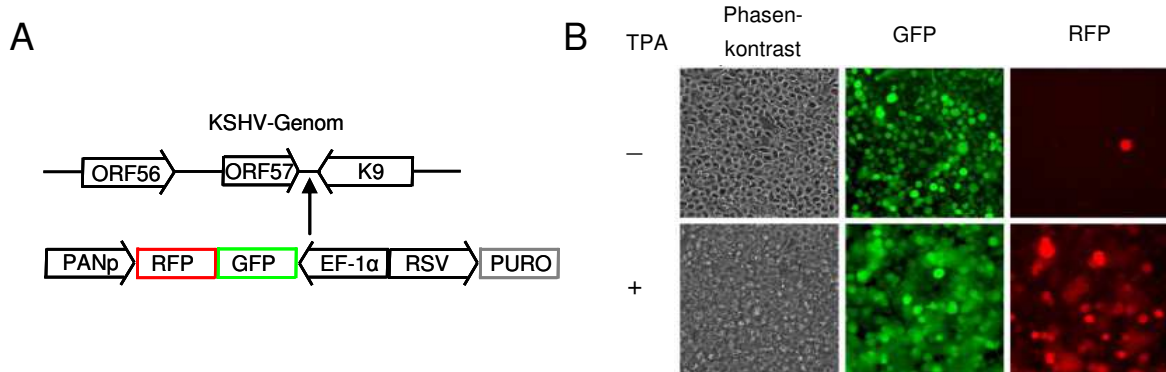 A
KSHV-Genom
ORF56 ORF57 K9
PANp RFP GFP EF-1α RSV PURO
B
TPA Phasen-
kontrast GFP RFP
–
+